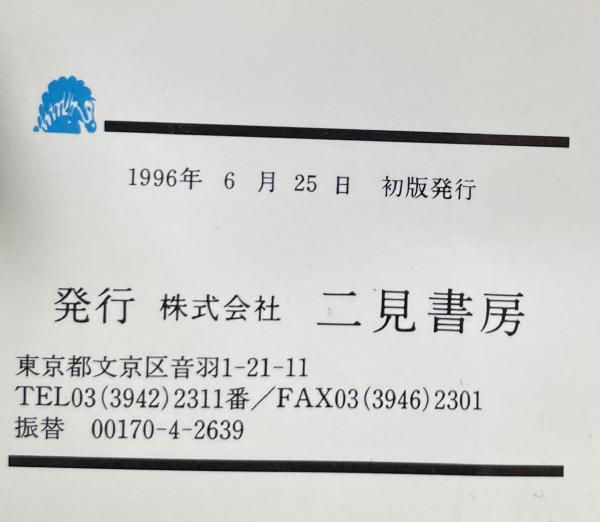 1996年 6 月 25 日 初版発行
発行 株式会社 二見書房
東京都文京区音羽1-21-11
TEL03(3942)2311番／FAX03(3946)2301
振替 00170-4-2639